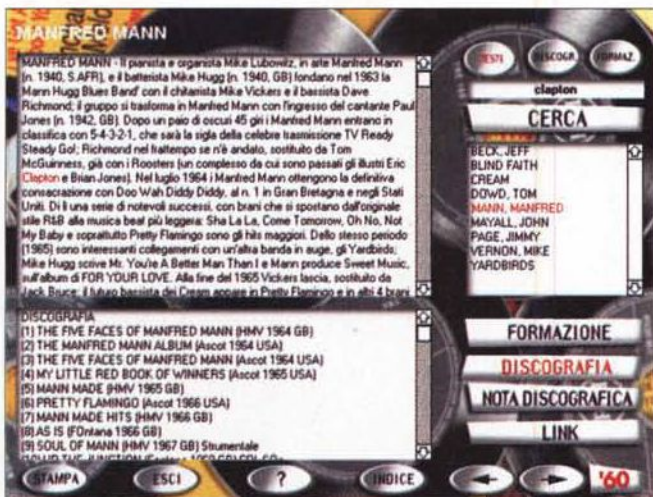 MANFRED MANN
MANFRED MANN - Il pianista e organista Mike Lubowitz, in arte Manfred Mann
(n. 1940, S.AFR), e il batterista Mike Hugg (n. 1940, GB) fondano nel 1963 la
Mann Hugg Blues Band' con il chitarrista Mike Vickers e il bassista Dave
Richmond; il gruppo si trasforma in Manfred Mann con l'ingresso del cantante Paul
Jones (n. 1942, GB). Dopo un paio di oscuri 45 giri i Manfred Mann entrano in
classifica con 5-4-3-2-1, che sarà la sigla della celebre trasmissione TV Ready
Steady Go!; Richmond nel frattempo se n'è andato, sostituito da Tom
McGuinness, già con i Roosters (un complesso da cui sono passati gli illustri Eric
Clapton e Brian Jones). Nel luglio 1964 i Manfred Mann ottengono la definitiva
consacrazione con Doo Wah Diddy Diddy, al n. 1 in Gran Bretagna e negli Stati
Uniti. Di lì una serie di notevoli successi, con brani che si spostano dall'originale
stile R&B alla musica beat più leggera: Sha La La, Come Tomorrow, Oh No, Not
My Baby e soprattutto Pretty Flamingo sono gli hits maggiori. Dello stesso periodo
(1965) sono interessanti collegamenti con un'altra banda in auge, gli Yardbirds;
Mike Hugg scrive Mr. You're A Better Man Than I e Mann produce Sweet Music,
sull'album di FOR YOUR LOVE. Alla fine del 1965 Vickers lascia, sostituito da
Jack Bruce: il futuro bassista dei Cream appare in Pretty Flamingo e in altri 4 brani
DISCOGRAFIA
(1) THE FIVE FACES OF MANFRED MANN (HMV 1964 GB)
(2) THE MANFRED MANN ALBUM (Ascot 1964 USA)
(3) THE FIVE FACES OF MANFRED MANN (Ascot 1964 USA)
(4) MY LITTLE RED BOOK OF WINNERS (Ascot 1965 USA)
(5) MANN MADE (HMV 1965 GB)
(6) PRETTY FLAMINGO (Ascot 1966 USA)
(7) MANN MADE HITS (HMV 1966 GB)
(8) AS IS (FOntana 1966 GB)
(9) SOUL OF MANN (HMV 1967 GB) Strumentale
TESTI
DISCOGR.
FORMAZ.
clapton
CERCA
BECK, JEFF
BLIND FAITH
CREAM
DOWD, TOM
MANN, MANFRED
MAYALL, JOHN
PAGE, JIMMY
VERNON, MIKE
YARDBIRDS
FORMAZIONE
DISCOGRAFIA
NOTA DISCOGRAFICA
LINK
STAMPA
ESCI
?
INDICE
'60